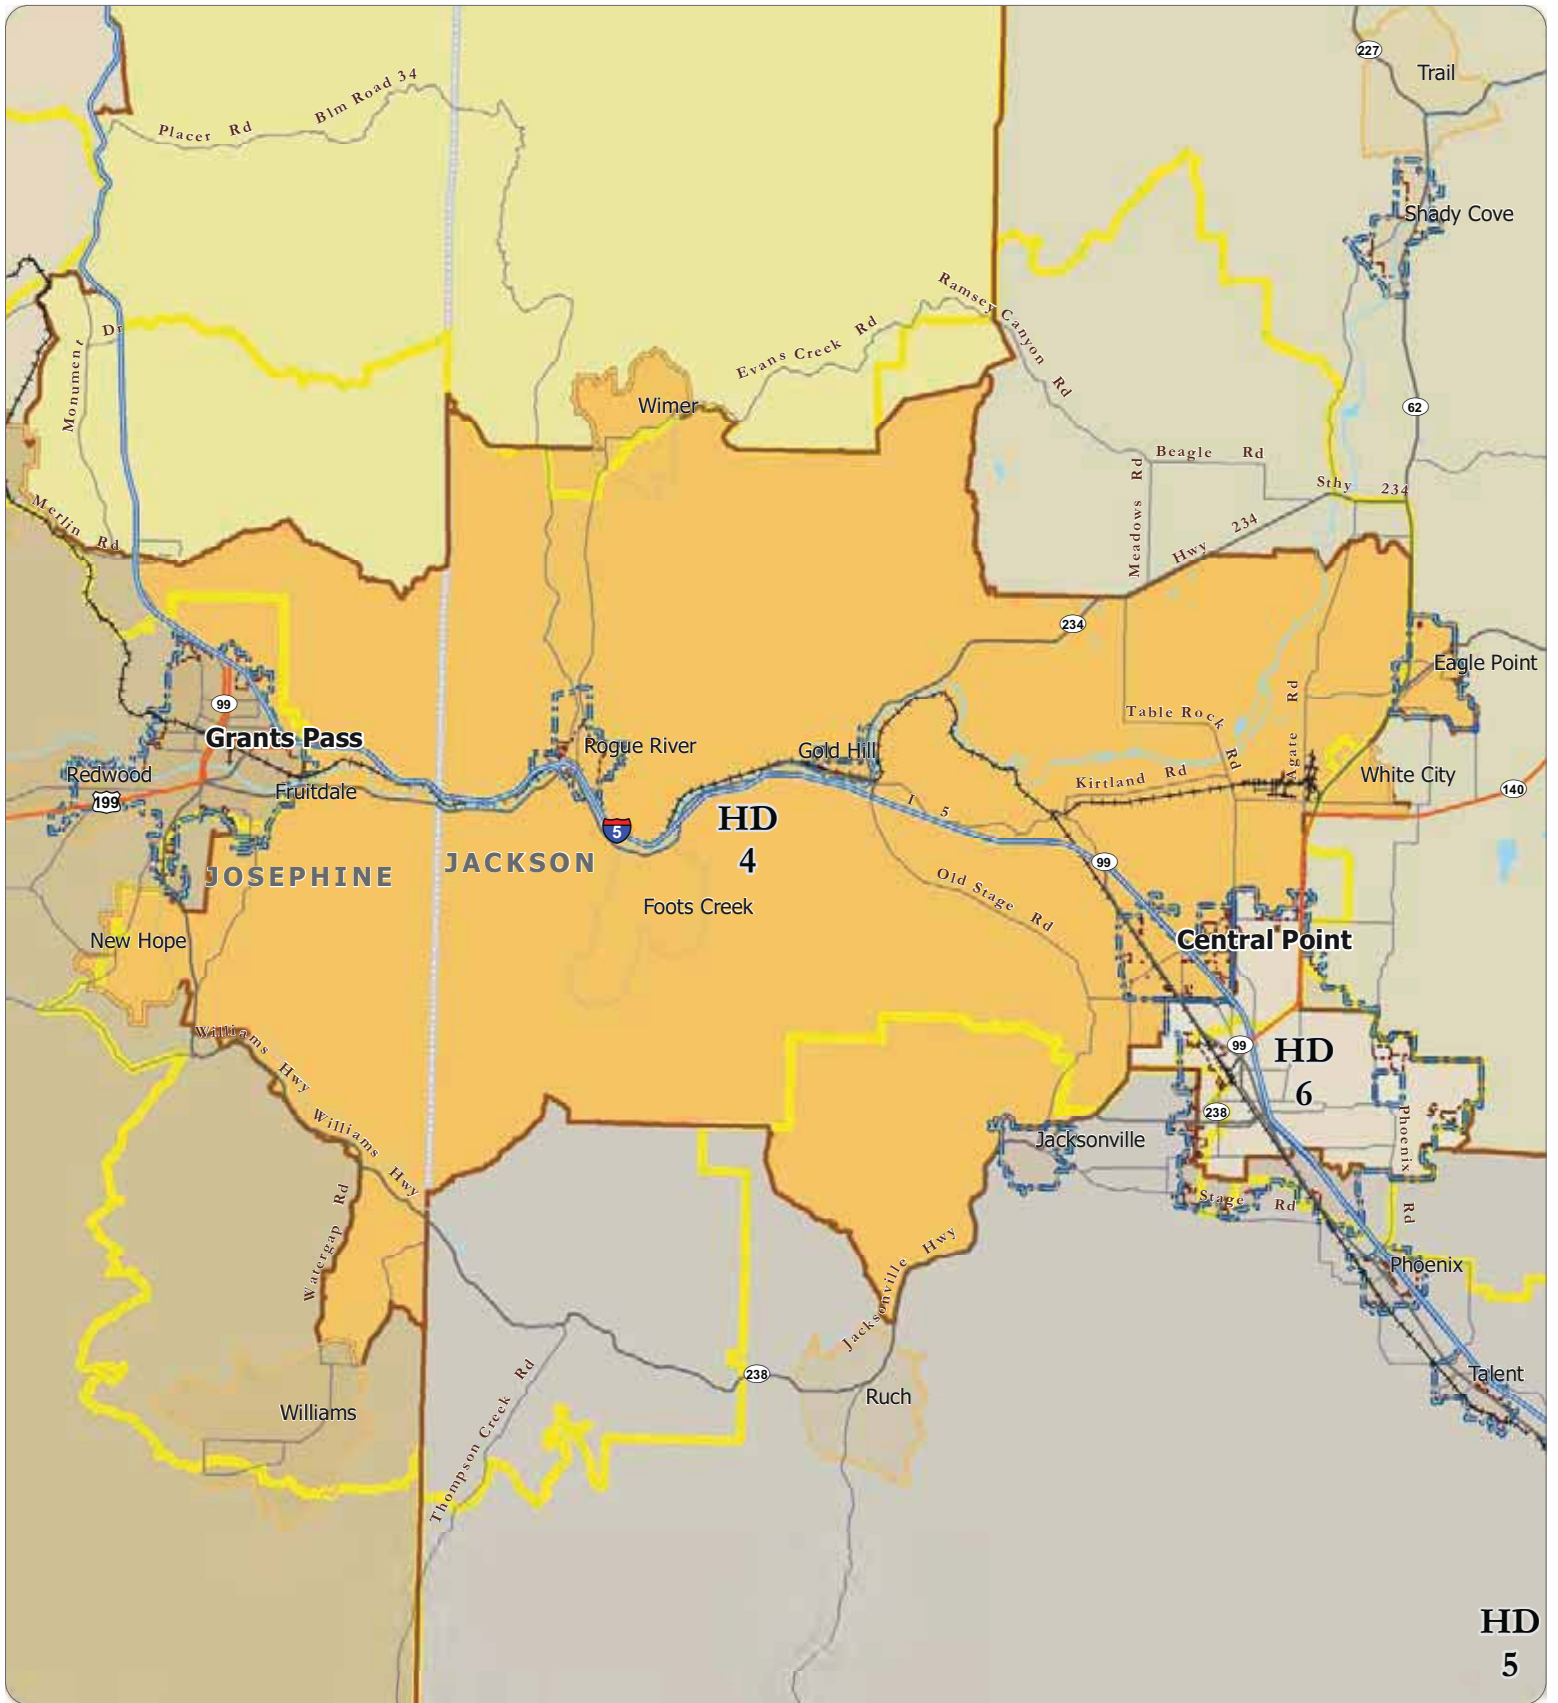 227
Trail
Blm Road 34
Placer Rd
Shady Cove
Ramsey Canyon Rd
Monument Dr
Evans Creek Rd
Wimer
62
Beagle Rd
Meadows Rd
Sthy 234
Merlin Rd
Hwy 234
234
Eagle Point
99
Table Rock Rd
Agate Rd
Grants Pass
Rogue River
Gold Hill
Redwood
Fruitdale
Kirtland Rd
White City
199
140
I 5
5
HD
4
99
JOSEPHINE
JACKSON
Old Stage Rd
Foots Creek
New Hope
Central Point
Williams Hwy
99
HD
6
Williams Hwy
238
Jacksonville
Phoenix Rd
Watergap Rd
Stage Rd
Jacksonville Hwy
Phoenix
238
Talent
Thompson Creek Rd
Ruch
Williams
HD
5